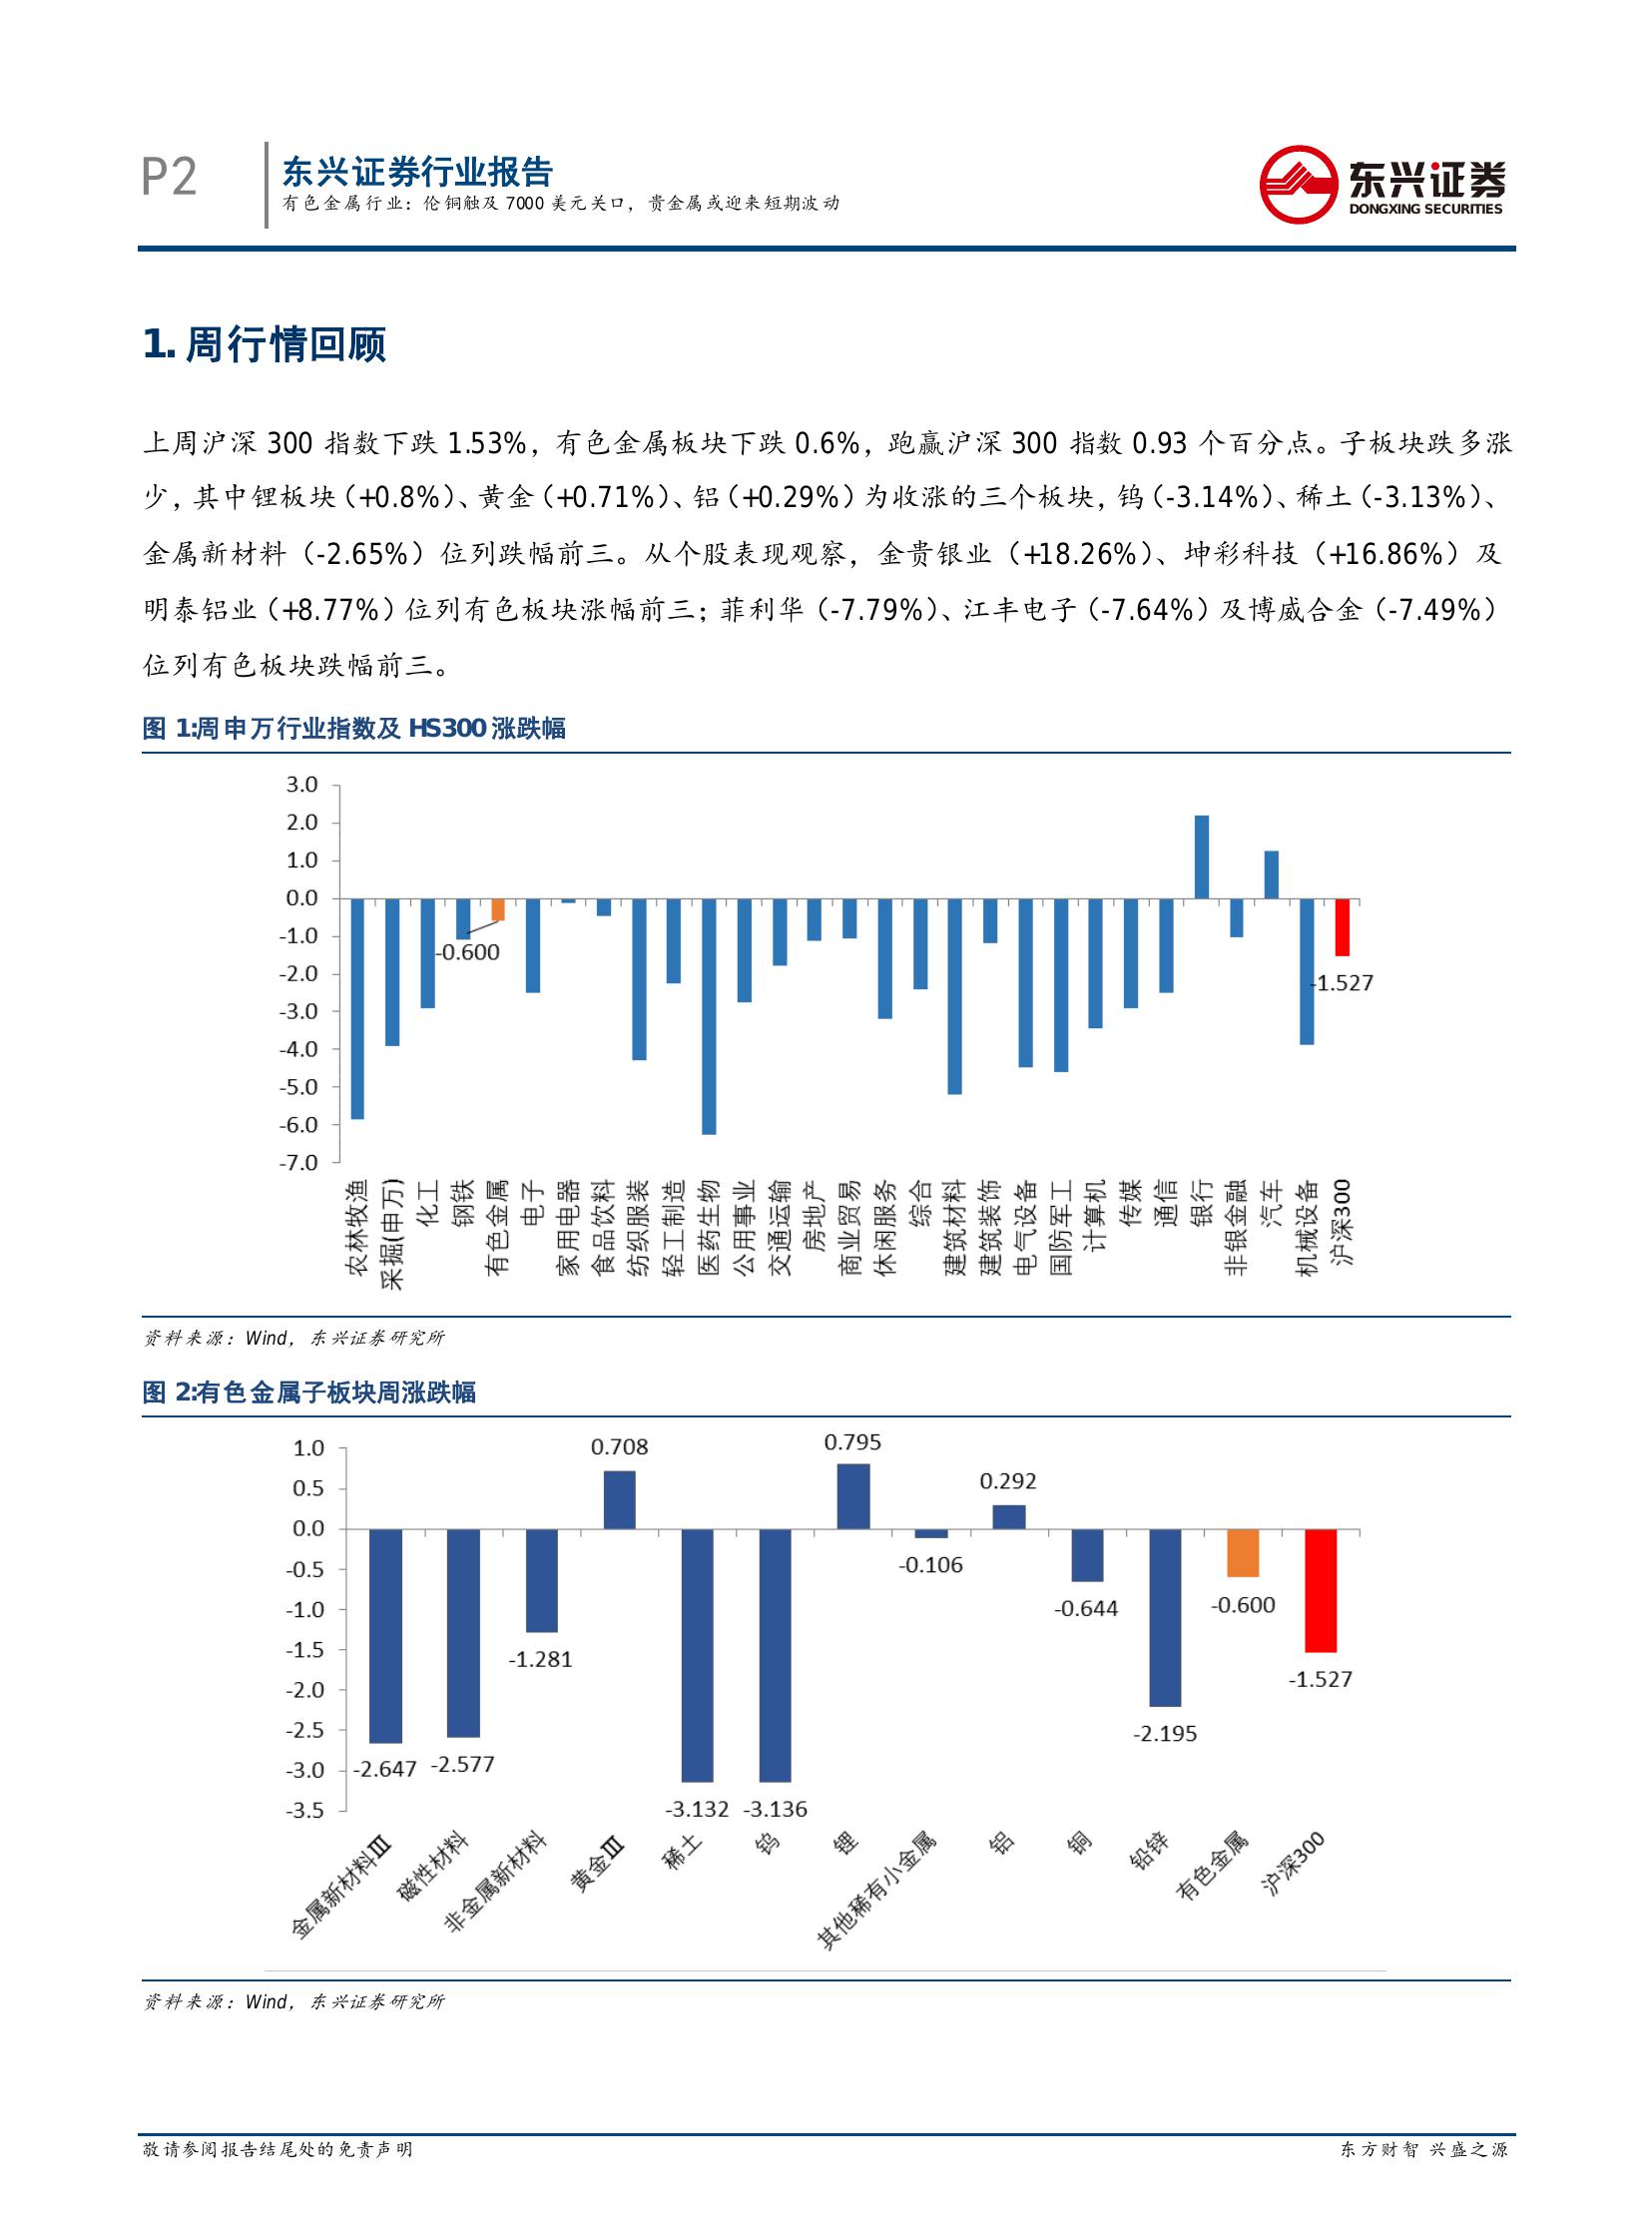 P2
东兴证券行业报告
有色金属行业：伦铜触及 7000 美元关口，贵金属或迎来短期波动
东兴证券
DONGXING SECURITIES
1. 周行情回顾
上周沪深 300 指数下跌 1.53%，有色金属板块下跌 0.6%，跑赢沪深 300 指数 0.93 个百分点。子板块跌多涨
少，其中锂板块（+0.8%）、黄金（+0.71%）、铝（+0.29%）为收涨的三个板块，钨（-3.14%）、稀土（-3.13%）、
金属新材料（-2.65%）位列跌幅前三。从个股表现观察，金贵银业（+18.26%）、坤彩科技（+16.86%）及
明泰铝业（+8.77%）位列有色板块涨幅前三；菲利华（-7.79%）、江丰电子（-7.64%）及博威合金（-7.49%）
位列有色板块跌幅前三。
图 1:周申万行业指数及 HS300 涨跌幅
3.0
2.0
1.0
0.0
-1.0
-2.0
-3.0
-4.0
-5.0
-6.0
-7.0
-0.600
-1.527
农林牧渔
采掘(申万)
化工
钢铁
有色金属
电子
家用电器
食品饮料
纺织服装
轻工制造
医药生物
公用事业
交通运输
房地产
商业贸易
休闲服务
综合
建筑材料
建筑装饰
电气设备
国防军工
计算机
传媒
通信
银行
非银金融
汽车
机械设备
沪深300
资料来源：Wind，东兴证券研究所
图 2:有色金属子板块周涨跌幅
1.0
0.5
0.0
-0.5
-1.0
-1.5
-2.0
-2.5
-3.0
-3.5
-2.647
-2.577
-1.281
0.708
-3.132
-3.136
0.795
-0.106
0.292
-0.644
-2.195
-0.600
-1.527
金属新材料Ⅲ
磁性材料
非金属新材料
黄金Ⅲ
稀土
钨
锂
其他稀有小金属
铝
铜
铅锌
有色金属
沪深300
资料来源：Wind，东兴证券研究所
敬请参阅报告结尾处的免责声明
东方财智 兴盛之源